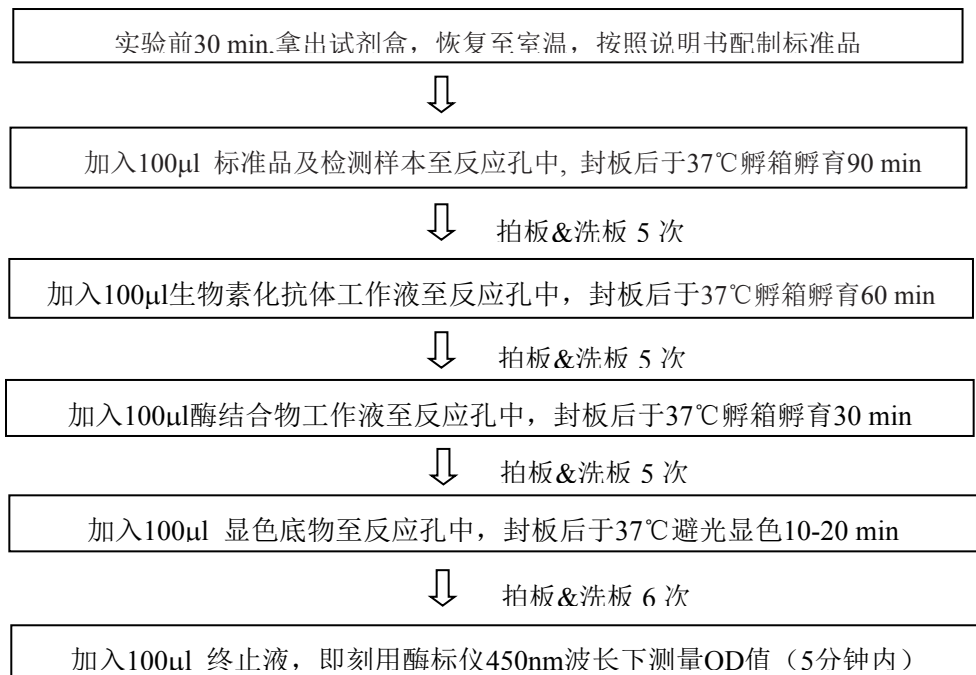 实验前30 min.拿出试剂盒，恢复至室温，按照说明书配制标准品
加入100μl 标准品及检测样本至反应孔中, 封板后于37℃孵箱孵育90 min
拍板&洗板 5 次
加入100μl生物素化抗体工作液至反应孔中，封板后于37℃孵箱孵育60 min
拍板&洗板 5 次
加入100μl酶结合物工作液至反应孔中，封板后于37℃孵箱孵育30 min
拍板&洗板 5 次
加入100μl 显色底物至反应孔中，封板后于37℃避光显色10-20 min
拍板&洗板 6 次
加入100μl 终止液，即刻用酶标仪450nm波长下测量OD值（5分钟内）